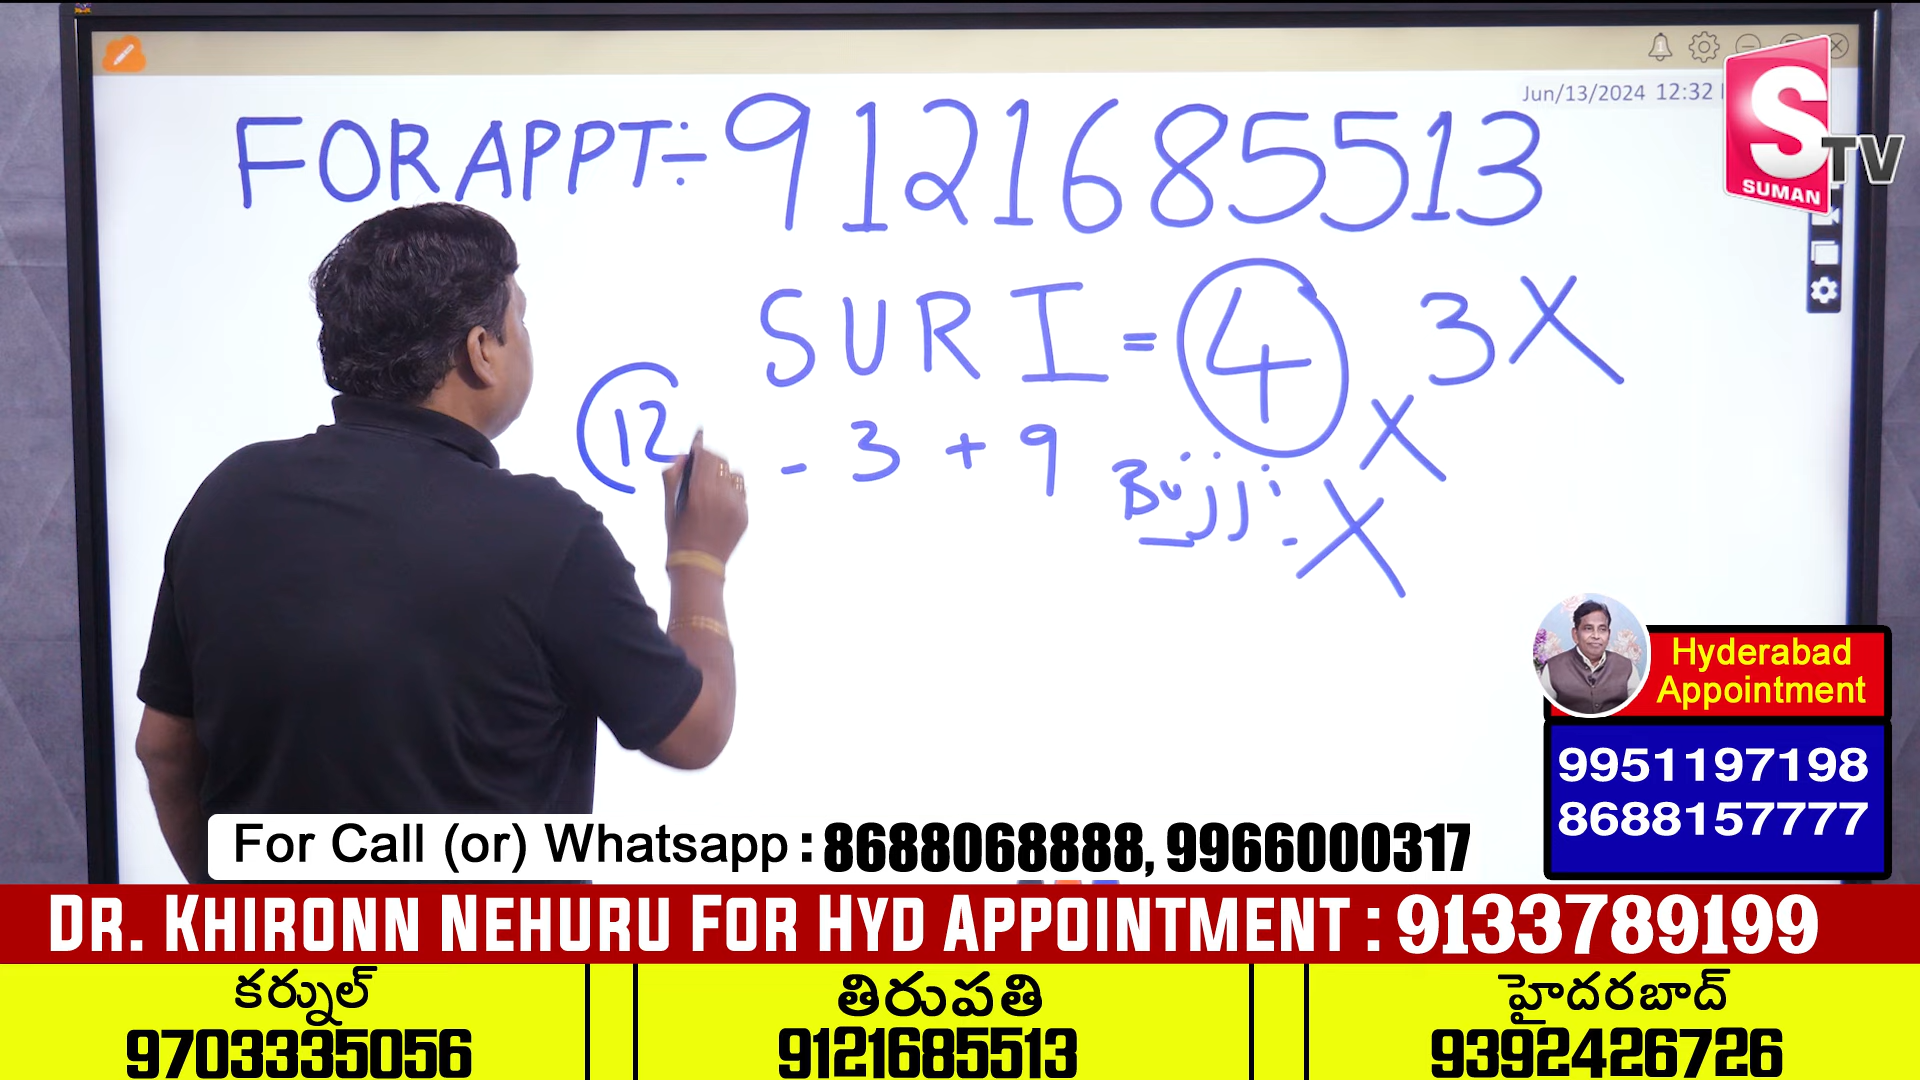 Jun/13/2024 12:32
S
TV
SUMAN
FOR APPT:- 9121685513
SURI = 4 3X
X
12 - 3 + 9
Bujji - X
Hyderabad
Appointment
9951197198
8688157777
For Call (or) Whatsapp : 8688068888, 9966000317
DR. KHIRONN NEHURU FOR HYD APPOINTMENT : 9133789199
కర్నుల్ తిరుపతి హైదరబాద్
9703335056 9121685513 9392426726